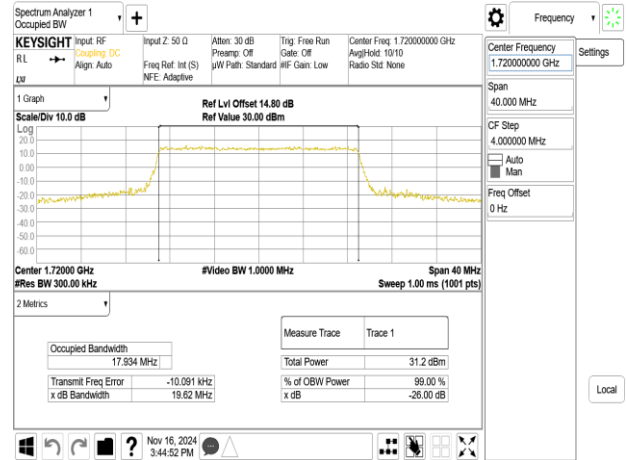 Spectrum Analyzer 1
Occupied BW
Frequency
KEYSIGHT
RL
Input: RF
Coupling: DC
Align: Auto
Input Z: 50 Ω
Freq Ref: Int (S)
NFE: Adaptive
Atten: 30 dB
Preamp: Off
µW Path: Standard
Trig: Free Run
Gate: Off
#IF Gain: Low
Center Freq: 1.720000000 GHz
Avg|Hold: 10/10
Radio Std: None
Center Frequency
1.720000000 GHz
Settings
Span
40.000 MHz
CF Step
4.000000 MHz
Auto
Man
Freq Offset
0 Hz
Local
1 Graph
Scale/Div 10.0 dB
Ref Lvl Offset 14.80 dB
Ref Value 30.00 dBm
Log
20.0
10.0
0.00
-10.0
-20.0
-30.0
-40.0
-50.0
-60.0
Center 1.72000 GHz
#Res BW 300.00 kHz
#Video BW 1.0000 MHz
Span 40 MHz
Sweep 1.00 ms (1001 pts)
2 Metrics
Measure Trace Trace 1
Occupied Bandwidth
17.934 MHz
Total Power 31.2 dBm
Transmit Freq Error -10.091 kHz
% of OBW Power 99.00 %
x dB Bandwidth 19.62 MHz
x dB -26.00 dB
?
Nov 16, 2024
3:44:52 PM